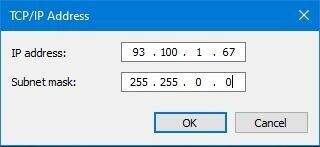 TCP/IP Address
IP address: 93 . 100 . 1 . 67
Subnet mask: 255 . 255 . 0 . 0
OK Cancel